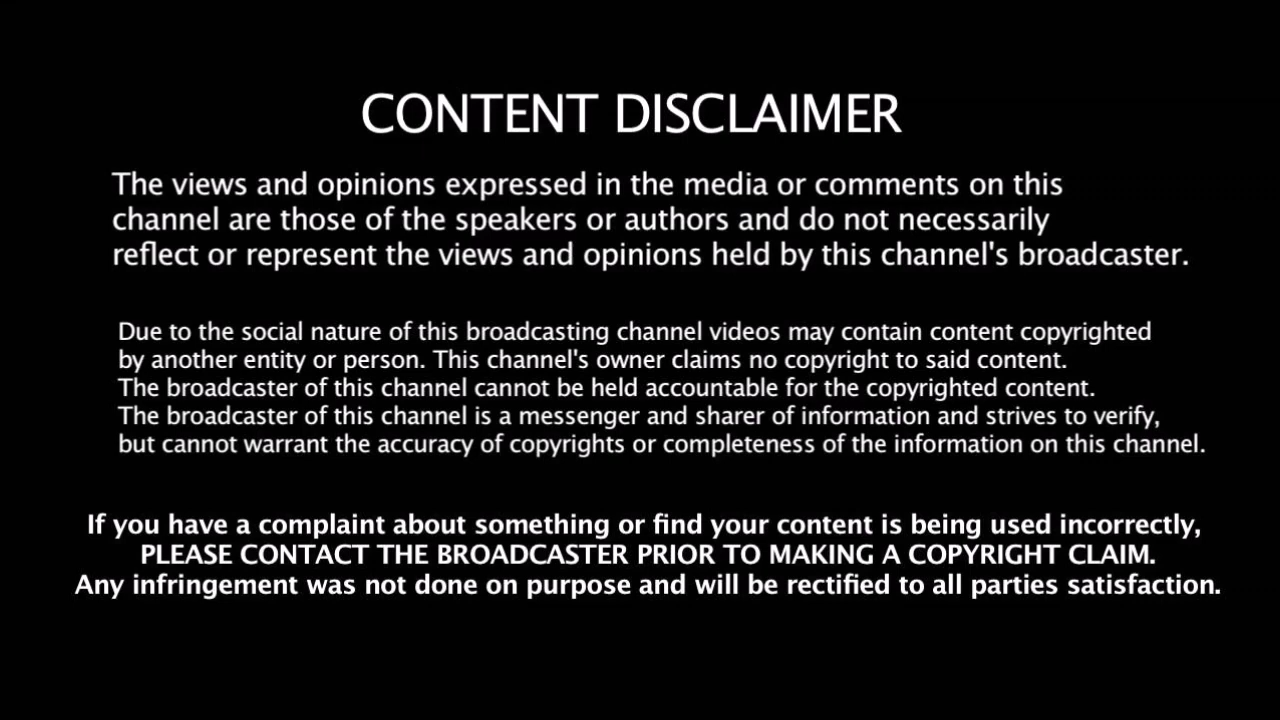 CONTENT DISCLAIMER
The views and opinions expressed in the media or comments on this
channel are those of the speakers or authors and do not necessarily
reflect or represent the views and opinions held by this channel's broadcaster.
Due to the social nature of this broadcasting channel videos may contain content copyrighted
by another entity or person. This channel's owner claims no copyright to said content.
The broadcaster of this channel cannot be held accountable for the copyrighted content.
The broadcaster of this channel is a messenger and sharer of information and strives to verify,
but cannot warrant the accuracy of copyrights or completeness of the information on this channel.
If you have a complaint about something or find your content is being used incorrectly,
PLEASE CONTACT THE BROADCASTER PRIOR TO MAKING A COPYRIGHT CLAIM.
Any infringement was not done on purpose and will be rectified to all parties satisfaction.